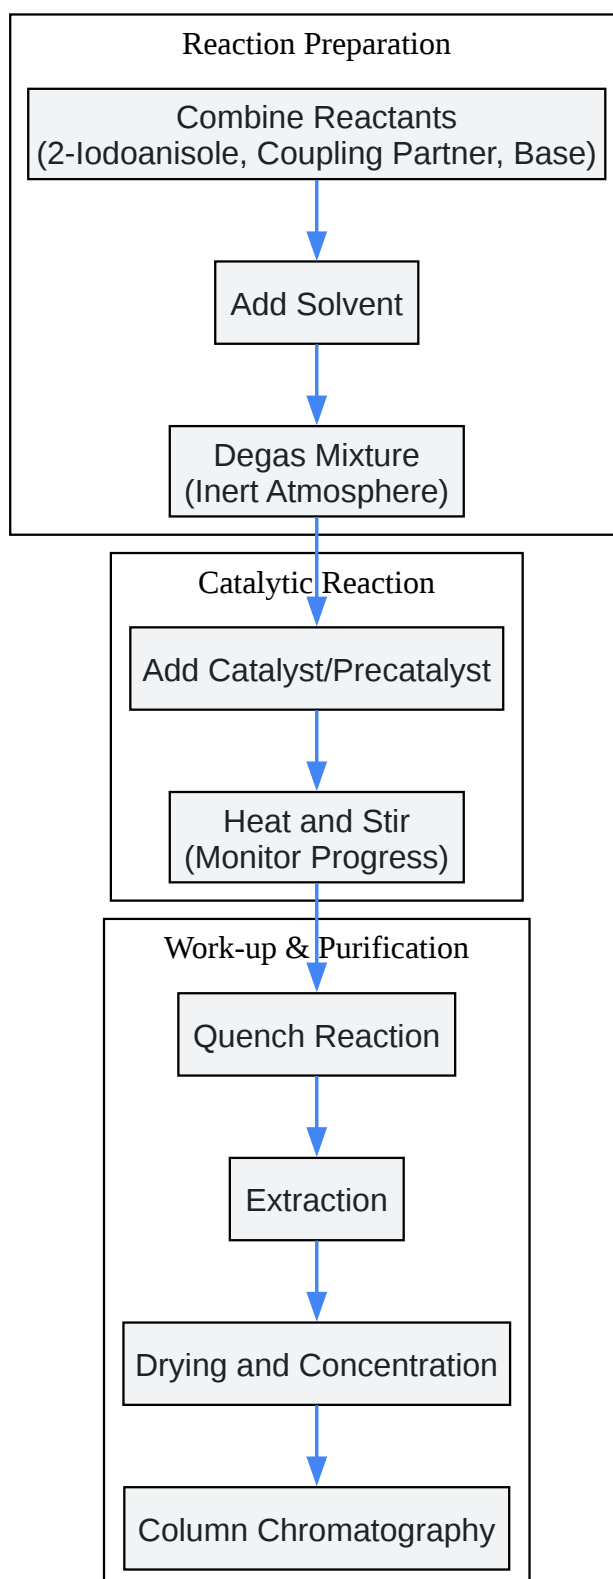 Reaction Preparation
Combine Reactants
(2-Iodoanisole, Coupling Partner, Base)
Add Solvent
Degas Mixture
(Inert Atmosphere)
Catalytic Reaction
Add Catalyst/Precatalyst
Heat and Stir
(Monitor Progress)
Work-up & Purification
Quench Reaction
Extraction
Drying and Concentration
Column Chromatography